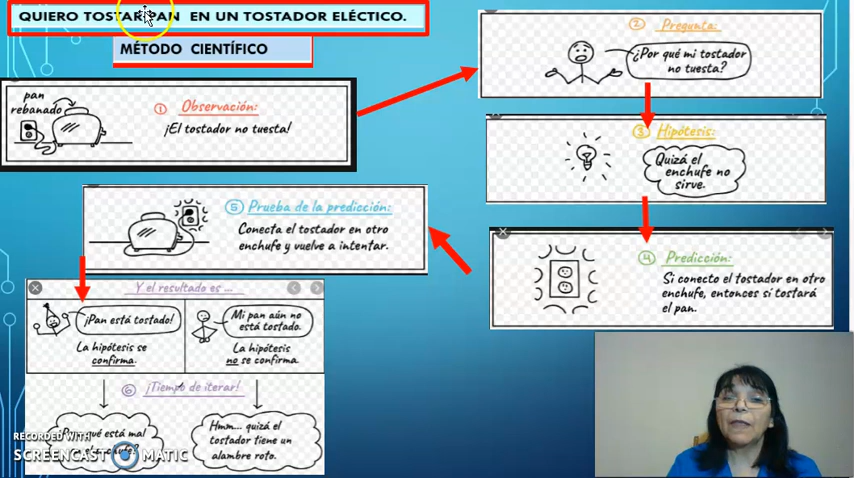 QUIERO TOSTAR PAN EN UN TOSTADOR ELÉCTICO.
MÉTODO CIENTÍFICO
pan
rebanado
① Observación:
¡El tostador no tuesta!
② Pregunta:
¿Por qué mi tostador
no tuesta?
③ Hipótesis:
Quizá el
enchufe no
sirve.
④ Predicción:
Si conecto el tostador en otro
enchufe, entonces sí tostará
el pan.
⑤ Prueba de la predicción:
Conecta el tostador en otro
enchufe y vuelve a intentar.
Y el resultado es ...
¡Pan está tostado!
La hipótesis se
confirma.
Mi pan aún no
está tostado.
La hipótesis
no se confirma
⑥ ¡Tiempo de iterar!
qué está mal
Hmm... quizá el
tostador tiene un
alambre roto.
RECORDED WITH
SCREENCAST MATIC